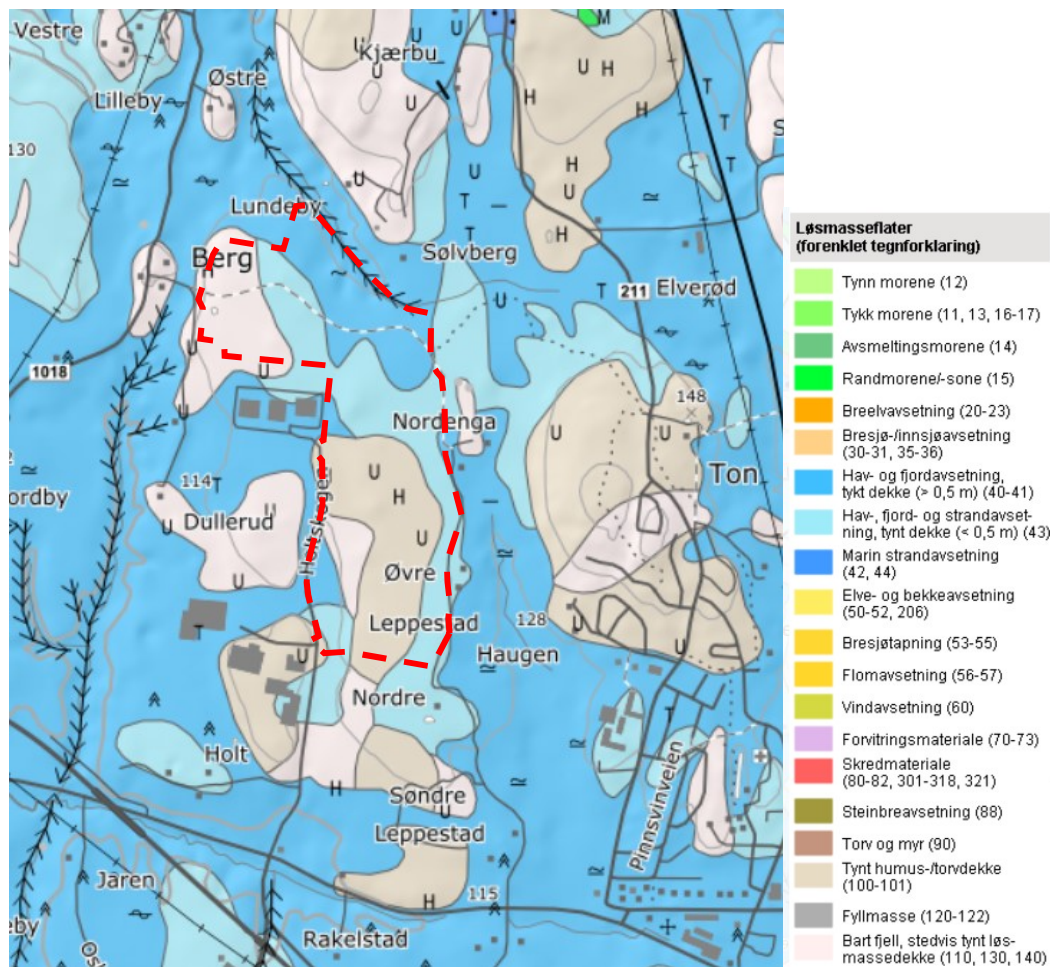 Vestre
Kjærbu
M
U
U
U H
H
U
T
Østre
Lilleby
130
U
H
H
U
T
H
U
U
T
Lundeby
Sølvberg
Berg
U
T
211
Elverød
1018
U
U
Nordenga
148
U
U
Ton
U
H
114
T
Dullerud
U
U
U
Holtskogen
U
Øvre
Leppestad
128
U
U
Haugen
T
U
Nordre
T
Holt
H
Søndre
Leppestad
Pinnsvinveien
Jaren
H
115
Rakelstad
Løsmasseflater
(forenklet tegnforklaring)
Tynn morene (12)
Tykk morene (11, 13, 16-17)
Avsmeltingsmorene (14)
Randmorene/-sone (15)
Breelvavsetning (20-23)
Bresjø-/innsjøavsetning
(30-31, 35-36)
Hav- og fjordavsetning,
tykt dekke (> 0,5 m) (40-41)
Hav-, fjord- og strandavset-
ning, tynt dekke (< 0,5 m) (43)
Marin strandavsetning
(42, 44)
Elve- og bekkeavsetning
(50-52, 206)
Bresjøtapning (53-55)
Flomavsetning (56-57)
Vindavsetning (60)
Forvitringsmateriale (70-73)
Skredmateriale
(80-82, 301-318, 321)
Steinbreavsetning (88)
Torv og myr (90)
Tynt humus-/torvdekke
(100-101)
Fyllmasse (120-122)
Bart fjell, stedvis tynt løs-
massedekke (110, 130, 140)